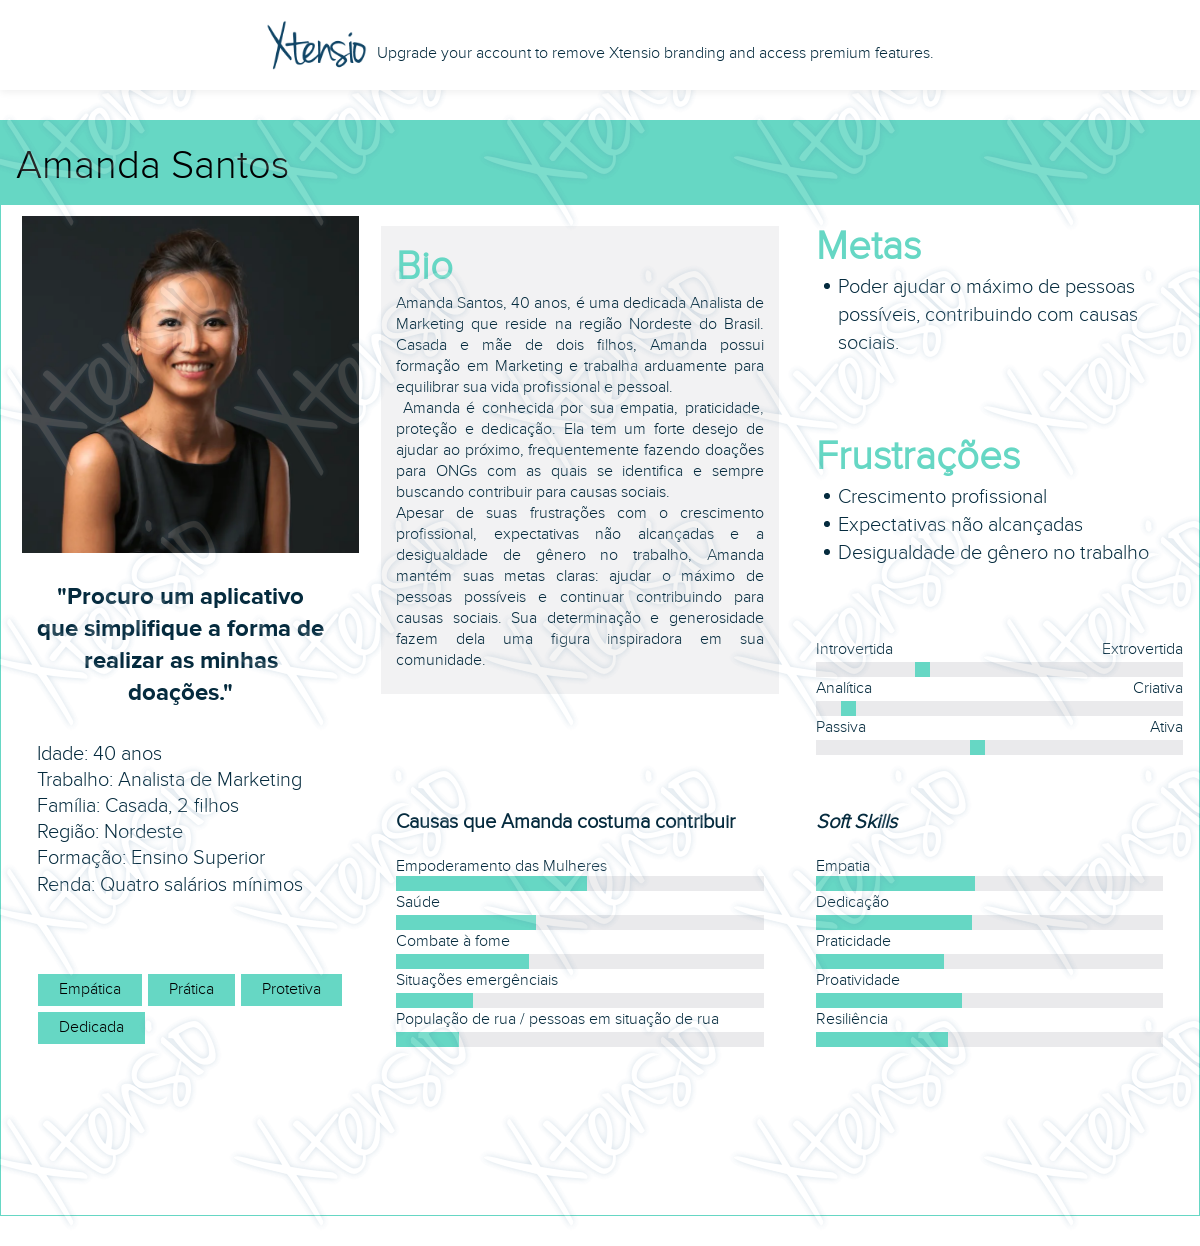 Xtensio
Upgrade your account to remove Xtensio branding and access premium features.
Amanda Santos
"Procuro um aplicativo
que simplifique a forma de
realizar as minhas
doações."
Idade: 40 anos
Trabalho: Analista de Marketing
Família: Casada, 2 filhos
Região: Nordeste
Formação: Ensino Superior
Renda: Quatro salários mínimos
Empática Prática Protetiva
Dedicada
Bio
Amanda Santos, 40 anos, é uma dedicada Analista de
Marketing que reside na região Nordeste do Brasil.
Casada e mãe de dois filhos, Amanda possui
formação em Marketing e trabalha arduamente para
equilibrar sua vida profissional e pessoal.
Amanda é conhecida por sua empatia, praticidade,
proteção e dedicação. Ela tem um forte desejo de
ajudar ao próximo, frequentemente fazendo doações
para ONGs com as quais se identifica e sempre
buscando contribuir para causas sociais.
Apesar de suas frustrações com o crescimento
profissional, expectativas não alcançadas e a
desigualdade de gênero no trabalho, Amanda
mantém suas metas claras: ajudar o máximo de
pessoas possíveis e continuar contribuindo para
causas sociais. Sua determinação e generosidade
fazem dela uma figura inspiradora em sua
comunidade.
Causas que Amanda costuma contribuir
Empoderamento das Mulheres
Saúde
Combate à fome
Situações emergênciais
População de rua / pessoas em situação de rua
Metas
• Poder ajudar o máximo de pessoas
possíveis, contribuindo com causas
sociais.
Frustrações
• Crescimento profissional
• Expectativas não alcançadas
• Desigualdade de gênero no trabalho
Introvertida Extrovertida
Analítica Criativa
Passiva Ativa
Soft Skills
Empatia
Dedicação
Praticidade
Proatividade
Resiliência